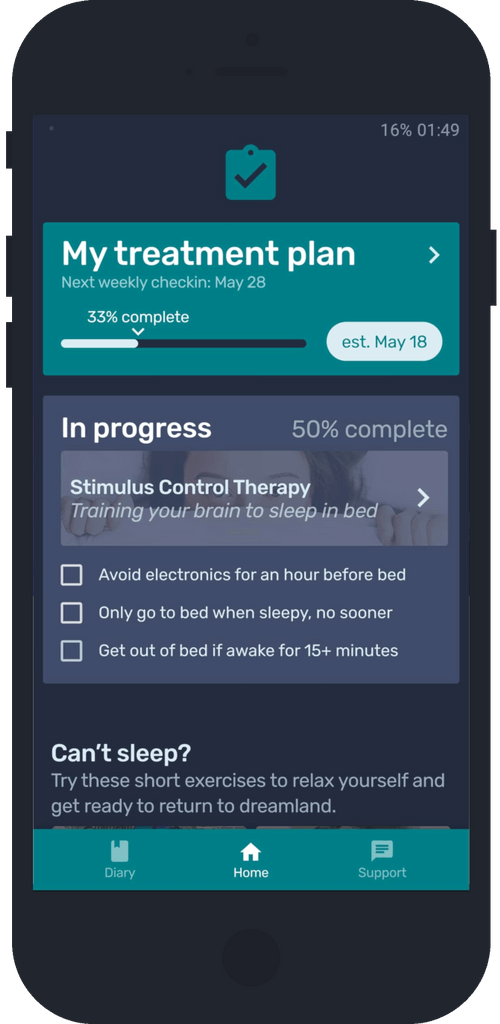 16% 01:49
My treatment plan
Next weekly checkin: May 28
33% complete
est. May 18
In progress
50% complete
Stimulus Control Therapy
Training your brain to sleep in bed
Avoid electronics for an hour before bed
Only go to bed when sleepy, no sooner
Get out of bed if awake for 15+ minutes
Can’t sleep?
Try these short exercises to relax yourself and
get ready to return to dreamland.
Diary
Home
Support